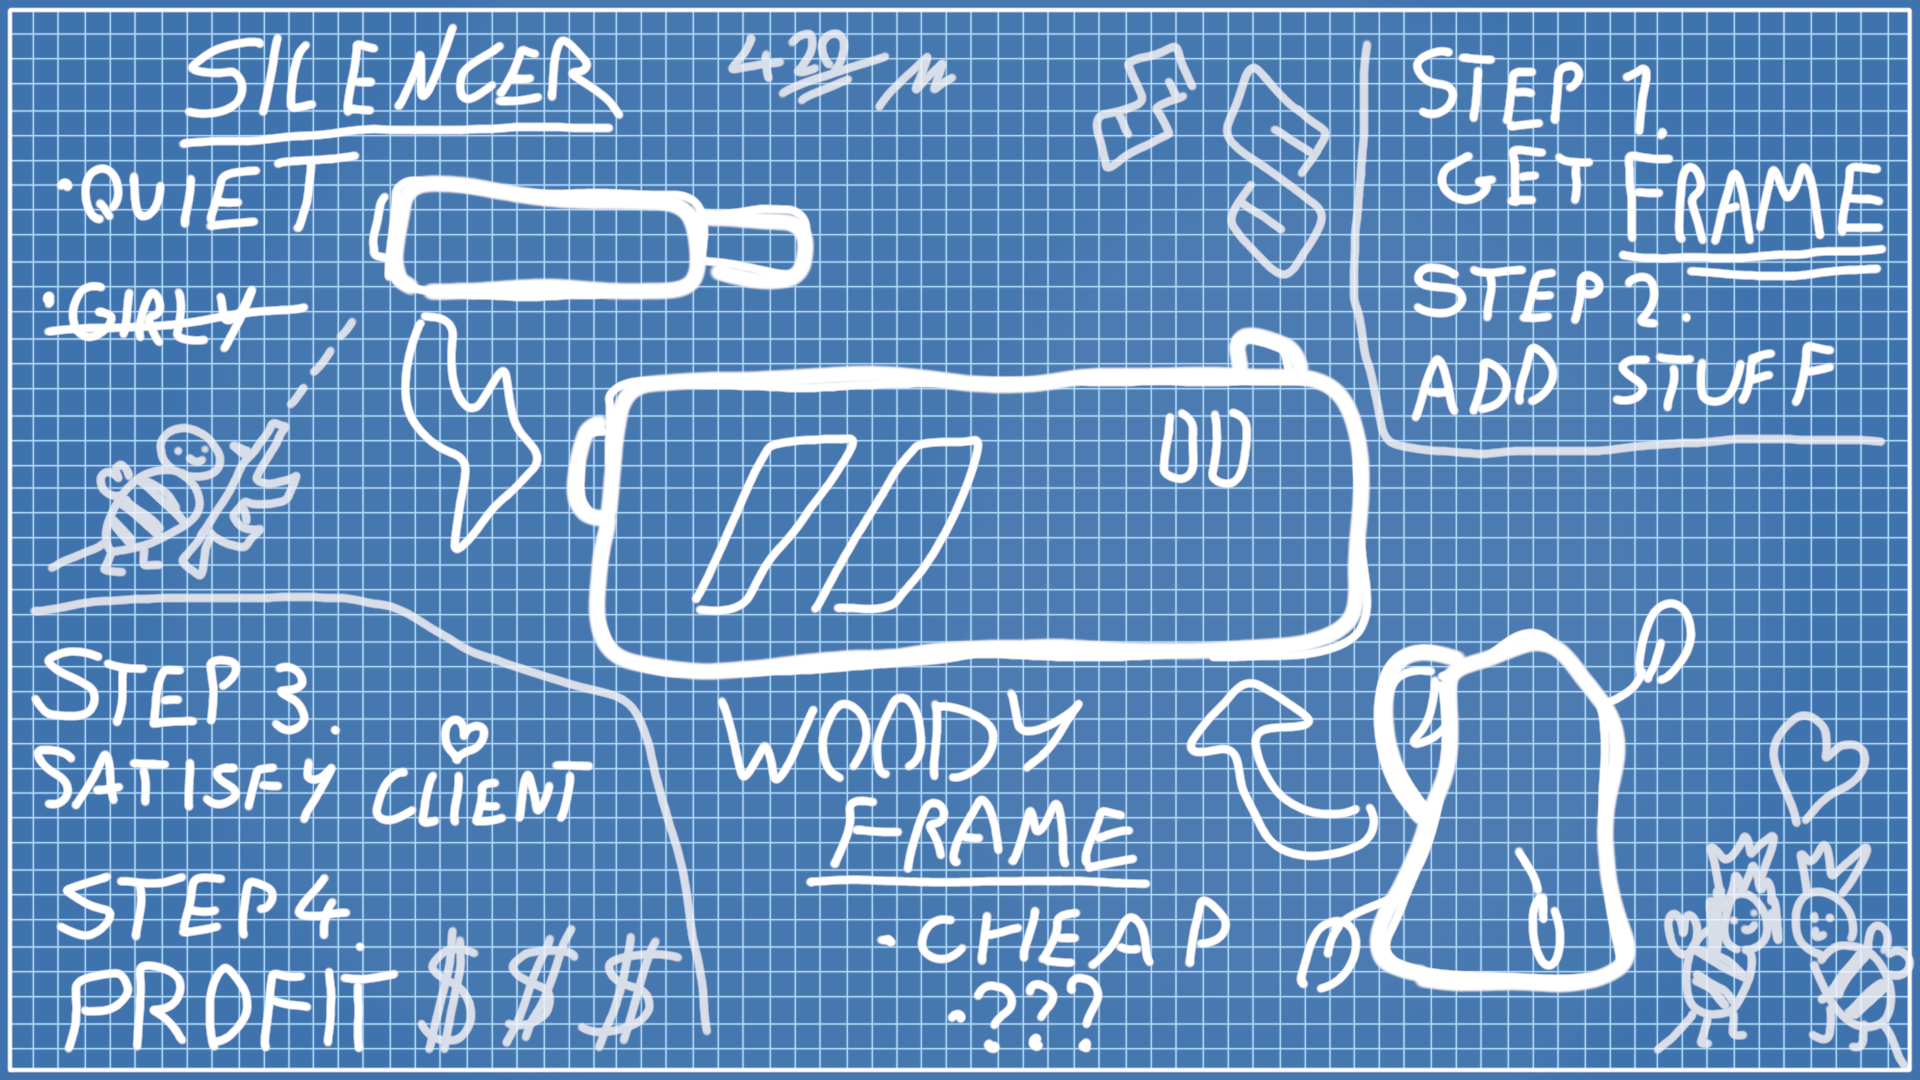 SILENCER
420/M
·QUIET
·GIRLY
STEP 1.
GET FRAME
STEP 2.
ADD STUFF
STEP 3.
SATISFY CLIENT
STEP 4.
PROFIT $$$
WOODY
FRAME
·CHEAP
·???